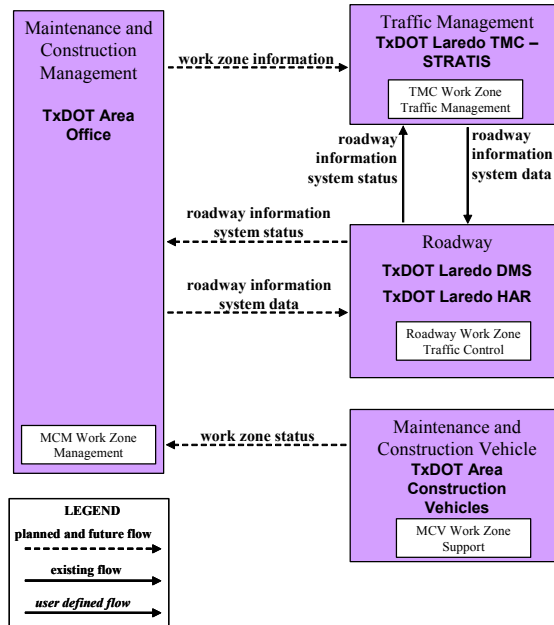 Maintenance and
Construction
Management
TxDOT Area
Office
MCM Work Zone
Management
work zone information
Traffic Management
TxDOT Laredo TMC –
STRATIS
TMC Work Zone
Traffic Management
roadway
information
system status
roadway
information
system data
roadway information
system status
roadway information
system data
Roadway
TxDOT Laredo DMS
TxDOT Laredo HAR
Roadway Work Zone
Traffic Control
work zone status
Maintenance and
Construction Vehicle
TxDOT Area
Construction
Vehicles
MCV Work Zone
Support
LEGEND
planned and future flow
existing flow
user defined flow